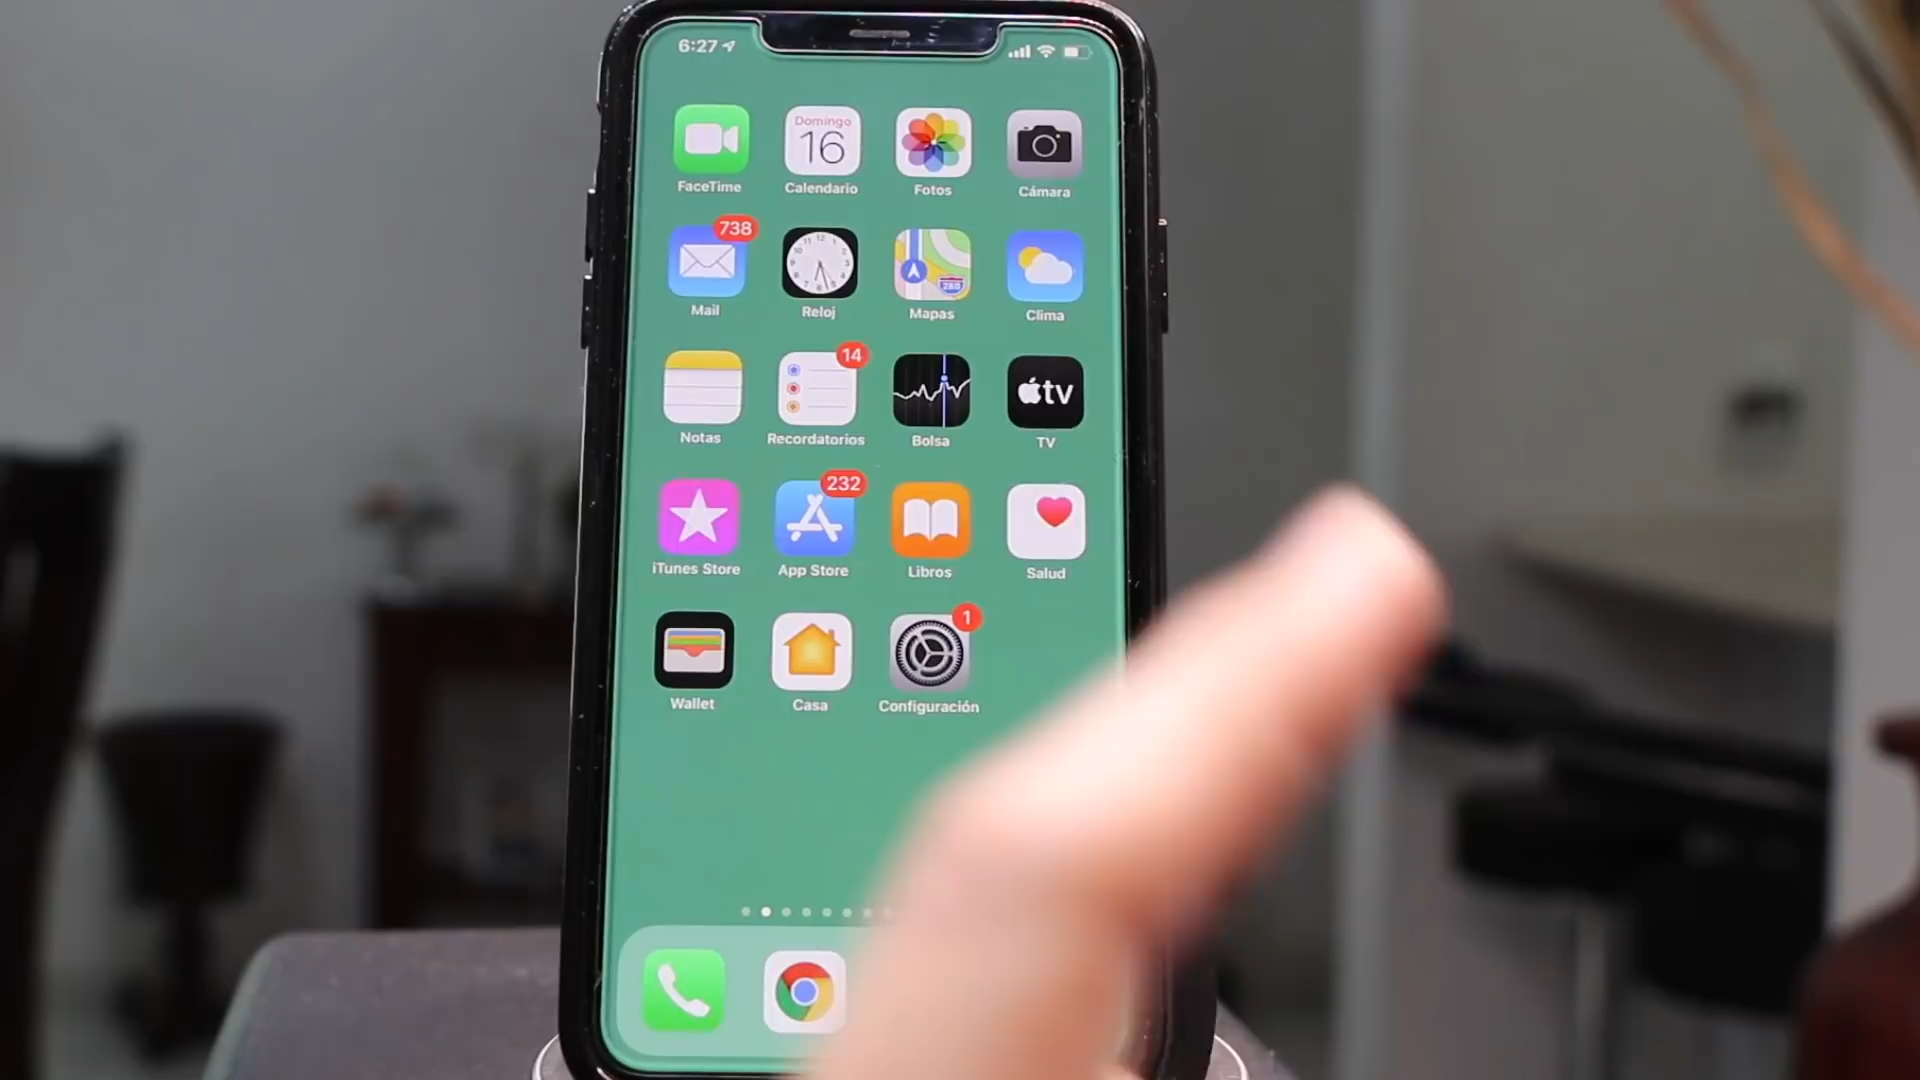 6:27
FaceTime
Domingo
16
Calendario
Fotos
Cámara
738
Mail
Reloj
280
Mapas
Clima
Notas
14
Recordatorios
Bolsa
tv
TV
iTunes Store
232
App Store
Libros
Salud
Wallet
Casa
1
Configuración